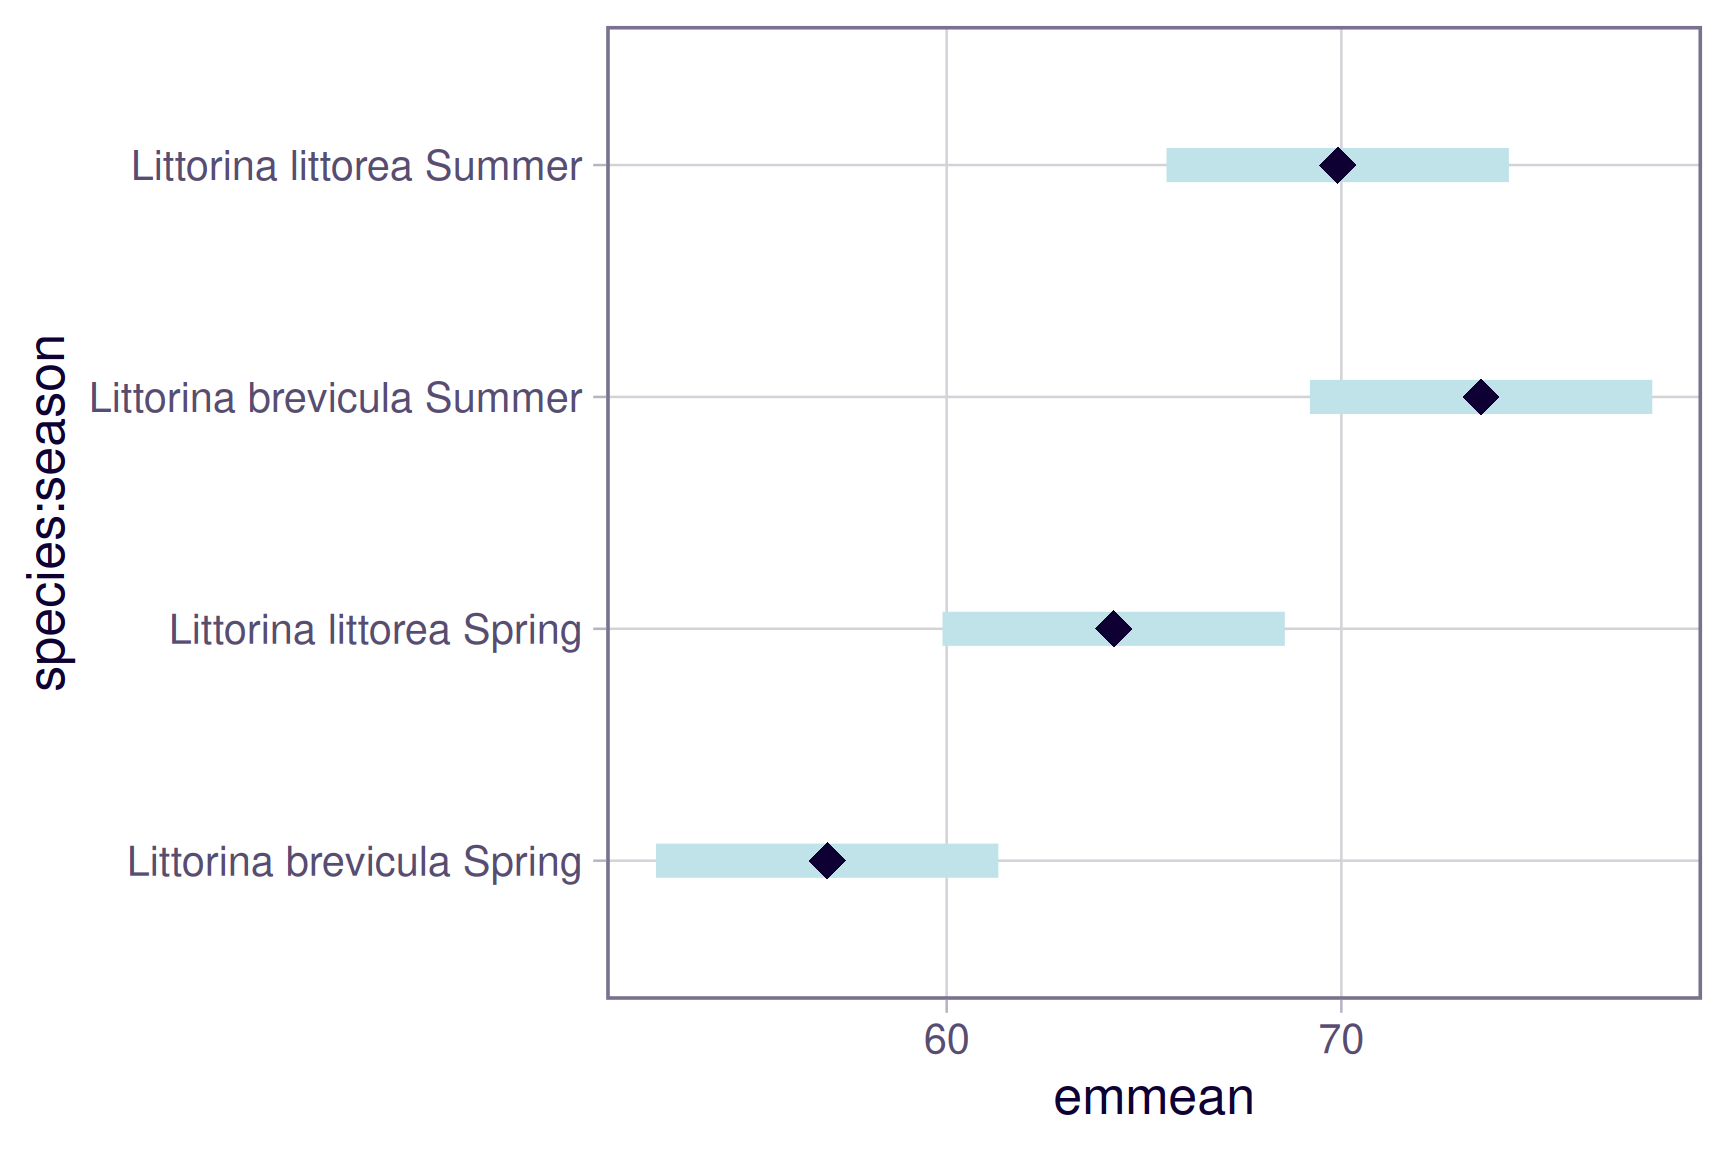 species:season
Littorina littorea Summer
Littorina brevicula Summer
Littorina littorea Spring
Littorina brevicula Spring
60 70
emmean